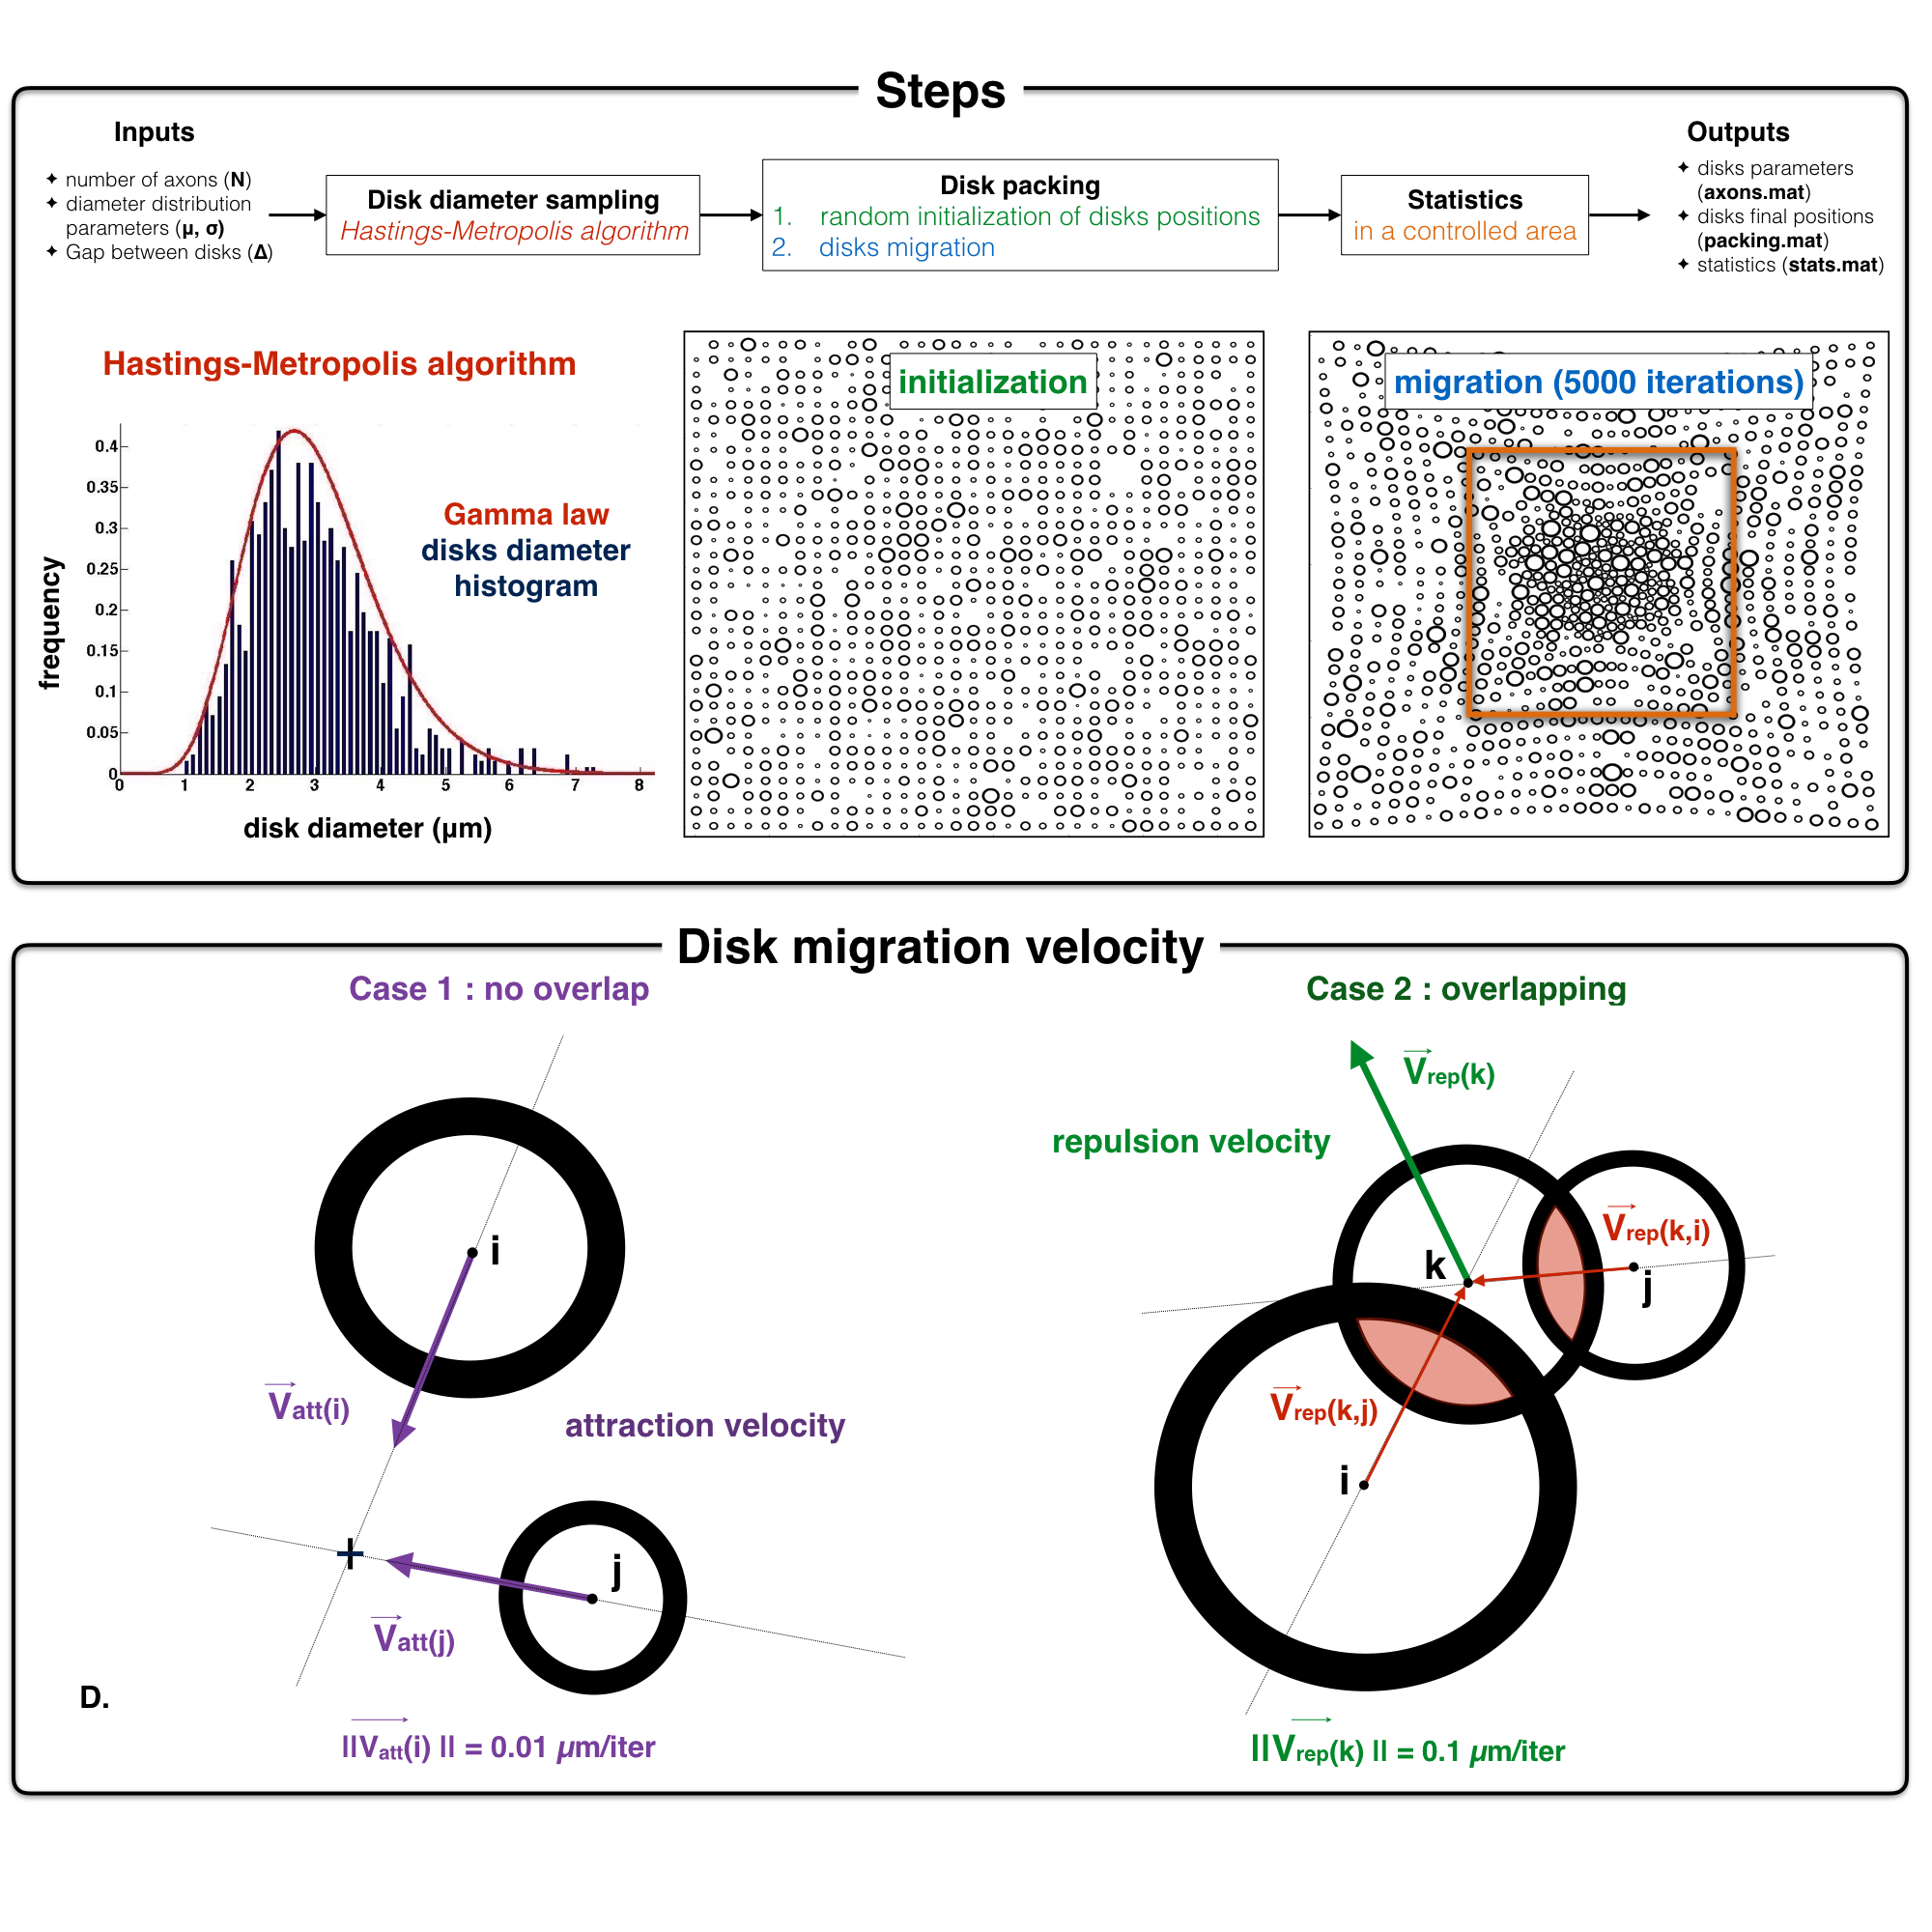 Steps
Inputs
✦ number of axons (N)
✦ diameter distribution
parameters (μ, σ)
✦ Gap between disks (Δ)
Disk diameter sampling
Hastings-Metropolis algorithm
Disk packing
1. random initialization of disks positions
2. disks migration
Statistics
in a controlled area
Outputs
✦ disks parameters
(axons.mat)
✦ disks final positions
(packing.mat)
✦ statistics (stats.mat)
Hastings-Metropolis algorithm
Gamma law
disks diameter
histogram
frequency
0.4
0.35
0.3
0.25
0.2
0.15
0.1
0.05
0
0 1 2 3 4 5 6 7 8
disk diameter (μm)
initialization
migration (5000 iterations)
Disk migration velocity
Case 1 : no overlap
i
Vatt(i)
attraction velocity
j
Vatt(j)
D.
||Vatt(i) || = 0.01 μm/iter
Case 2 : overlapping
Vrep(k)
repulsion velocity
Vrep(k,i)
k
j
Vrep(k,j)
i
||Vrep(k) || = 0.1 μm/iter